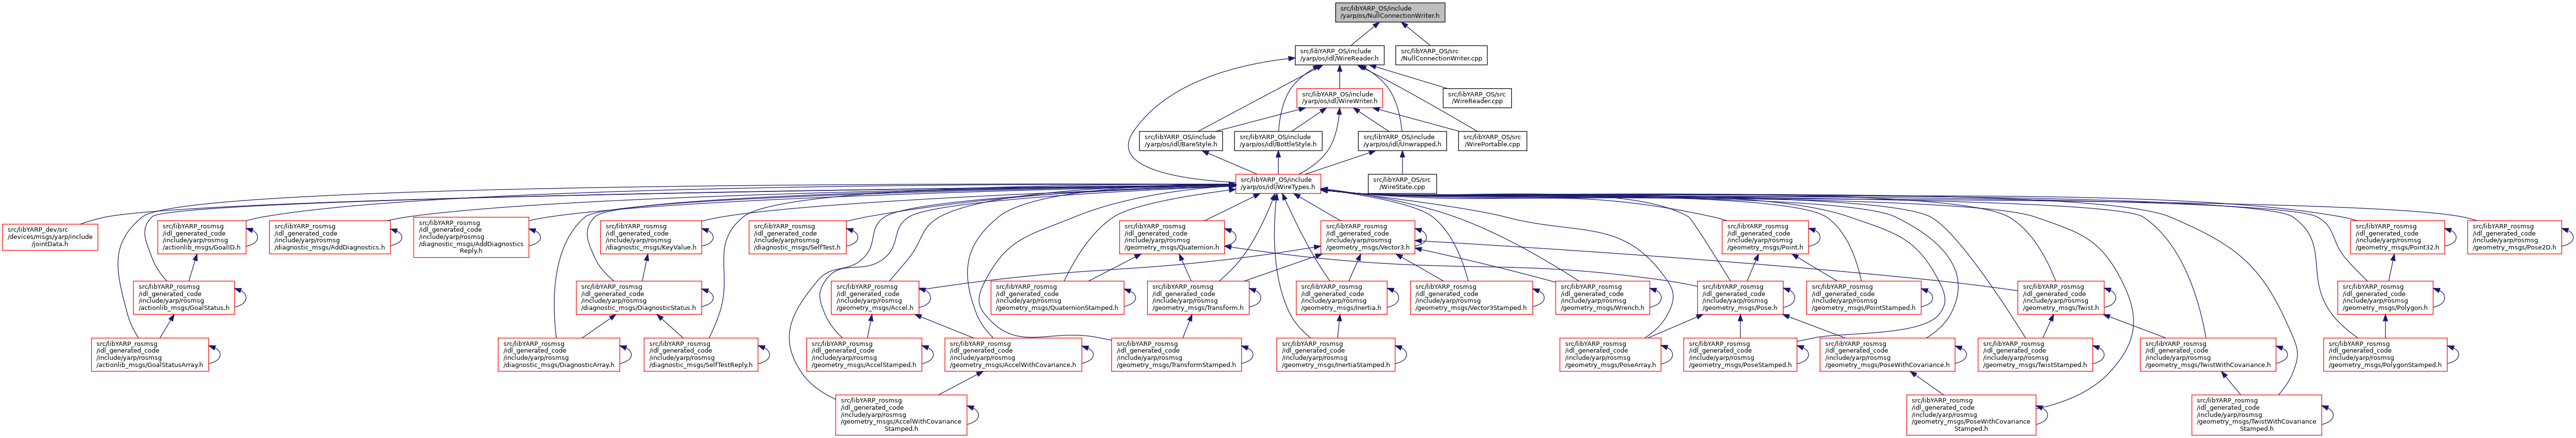 src/libYARP_OS/include
/yarp/os/NullConnectionWriter.h
src/libYARP_OS/include
/yarp/os/idl/WireReader.h
src/libYARP_OS/src
/NullConnectionWriter.cpp
src/libYARP_OS/include
/yarp/os/idl/WireWriter.h
src/libYARP_OS/src
/WireReader.cpp
src/libYARP_OS/include
/yarp/os/idl/BareStyle.h
src/libYARP_OS/include
/yarp/os/idl/BottleStyle.h
src/libYARP_OS/include
/yarp/os/idl/Unwrapped.h
src/libYARP_OS/src
/WirePortable.cpp
src/libYARP_OS/include
/yarp/os/idl/WireTypes.h
src/libYARP_OS/src
/WireState.cpp
src/libYARP_dev/src
/devices/msgs/yarp/include
/jointData.h
src/libYARP_rosmsg
/idl_generated_code
/include/yarp/rosmsg
/actionlib_msgs/GoalID.h
src/libYARP_rosmsg
/idl_generated_code
/include/yarp/rosmsg
/diagnostic_msgs/AddDiagnostics.h
src/libYARP_rosmsg
/idl_generated_code
/include/yarp/rosmsg
/diagnostic_msgs/AddDiagnostics
Reply.h
src/libYARP_rosmsg
/idl_generated_code
/include/yarp/rosmsg
/diagnostic_msgs/KeyValue.h
src/libYARP_rosmsg
/idl_generated_code
/include/yarp/rosmsg
/diagnostic_msgs/SelfTest.h
src/libYARP_rosmsg
/idl_generated_code
/include/yarp/rosmsg
/geometry_msgs/Quaternion.h
src/libYARP_rosmsg
/idl_generated_code
/include/yarp/rosmsg
/geometry_msgs/Vector3.h
src/libYARP_rosmsg
/idl_generated_code
/include/yarp/rosmsg
/geometry_msgs/Point.h
src/libYARP_rosmsg
/idl_generated_code
/include/yarp/rosmsg
/geometry_msgs/Point32.h
src/libYARP_rosmsg
/idl_generated_code
/include/yarp/rosmsg
/geometry_msgs/Pose2D.h
src/libYARP_rosmsg
/idl_generated_code
/include/yarp/rosmsg
/actionlib_msgs/GoalStatus.h
src/libYARP_rosmsg
/idl_generated_code
/include/yarp/rosmsg
/diagnostic_msgs/DiagnosticStatus.h
src/libYARP_rosmsg
/idl_generated_code
/include/yarp/rosmsg
/geometry_msgs/Accel.h
src/libYARP_rosmsg
/idl_generated_code
/include/yarp/rosmsg
/geometry_msgs/QuaternionStamped.h
src/libYARP_rosmsg
/idl_generated_code
/include/yarp/rosmsg
/geometry_msgs/Transform.h
src/libYARP_rosmsg
/idl_generated_code
/include/yarp/rosmsg
/geometry_msgs/Inertia.h
src/libYARP_rosmsg
/idl_generated_code
/include/yarp/rosmsg
/geometry_msgs/Vector3Stamped.h
src/libYARP_rosmsg
/idl_generated_code
/include/yarp/rosmsg
/geometry_msgs/Wrench.h
src/libYARP_rosmsg
/idl_generated_code
/include/yarp/rosmsg
/geometry_msgs/Pose.h
src/libYARP_rosmsg
/idl_generated_code
/include/yarp/rosmsg
/geometry_msgs/PointStamped.h
src/libYARP_rosmsg
/idl_generated_code
/include/yarp/rosmsg
/geometry_msgs/Twist.h
src/libYARP_rosmsg
/idl_generated_code
/include/yarp/rosmsg
/geometry_msgs/Polygon.h
src/libYARP_rosmsg
/idl_generated_code
/include/yarp/rosmsg
/actionlib_msgs/GoalStatusArray.h
src/libYARP_rosmsg
/idl_generated_code
/include/yarp/rosmsg
/diagnostic_msgs/DiagnosticArray.h
src/libYARP_rosmsg
/idl_generated_code
/include/yarp/rosmsg
/diagnostic_msgs/SelfTestReply.h
src/libYARP_rosmsg
/idl_generated_code
/include/yarp/rosmsg
/geometry_msgs/AccelStamped.h
src/libYARP_rosmsg
/idl_generated_code
/include/yarp/rosmsg
/geometry_msgs/AccelWithCovariance.h
src/libYARP_rosmsg
/idl_generated_code
/include/yarp/rosmsg
/geometry_msgs/TransformStamped.h
src/libYARP_rosmsg
/idl_generated_code
/include/yarp/rosmsg
/geometry_msgs/InertiaStamped.h
src/libYARP_rosmsg
/idl_generated_code
/include/yarp/rosmsg
/geometry_msgs/PoseArray.h
src/libYARP_rosmsg
/idl_generated_code
/include/yarp/rosmsg
/geometry_msgs/PoseStamped.h
src/libYARP_rosmsg
/idl_generated_code
/include/yarp/rosmsg
/geometry_msgs/PoseWithCovariance.h
src/libYARP_rosmsg
/idl_generated_code
/include/yarp/rosmsg
/geometry_msgs/TwistStamped.h
src/libYARP_rosmsg
/idl_generated_code
/include/yarp/rosmsg
/geometry_msgs/TwistWithCovariance.h
src/libYARP_rosmsg
/idl_generated_code
/include/yarp/rosmsg
/geometry_msgs/PolygonStamped.h
src/libYARP_rosmsg
/idl_generated_code
/include/yarp/rosmsg
/geometry_msgs/AccelWithCovariance
Stamped.h
src/libYARP_rosmsg
/idl_generated_code
/include/yarp/rosmsg
/geometry_msgs/PoseWithCovariance
Stamped.h
src/libYARP_rosmsg
/idl_generated_code
/include/yarp/rosmsg
/geometry_msgs/TwistWithCovariance
Stamped.h